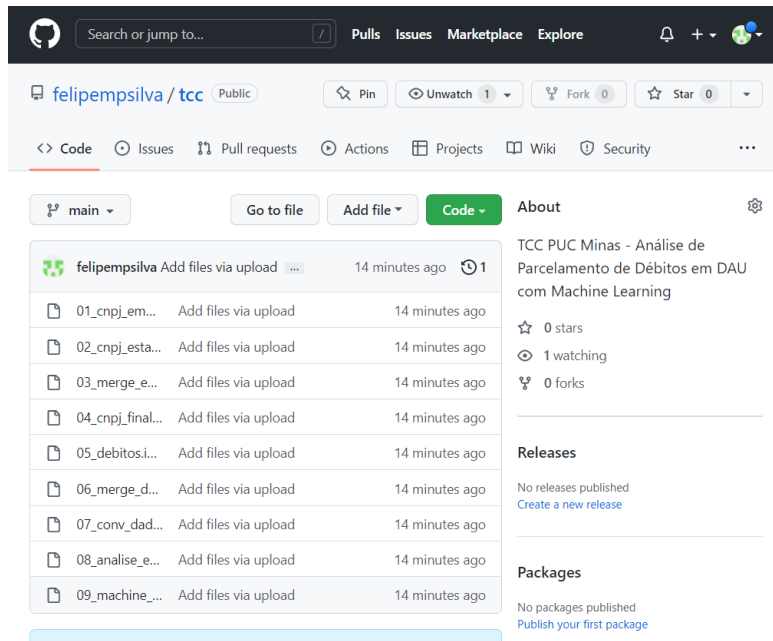 Search or jump to... / Pulls Issues Marketplace Explore
felipempsilva / tcc Public Pin Unwatch 1 Fork 0 Star 0
Code Issues Pull requests Actions Projects Wiki Security ...
main Go to file Add file Code
felipempsilva Add files via upload ... 14 minutes ago 1
01_cnpj_em... Add files via upload 14 minutes ago
02_cnpj_esta... Add files via upload 14 minutes ago
03_merge_e... Add files via upload 14 minutes ago
04_cnpj_final... Add files via upload 14 minutes ago
05_debitos.i... Add files via upload 14 minutes ago
06_merge_d... Add files via upload 14 minutes ago
07_conv_dad... Add files via upload 14 minutes ago
08_analise_e... Add files via upload 14 minutes ago
09_machine_... Add files via upload 14 minutes ago
About
TCC PUC Minas - Análise de
Parcelamento de Débitos em DAU
com Machine Learning
0 stars
1 watching
0 forks
Releases
No releases published
Create a new release
Packages
No packages published
Publish your first package